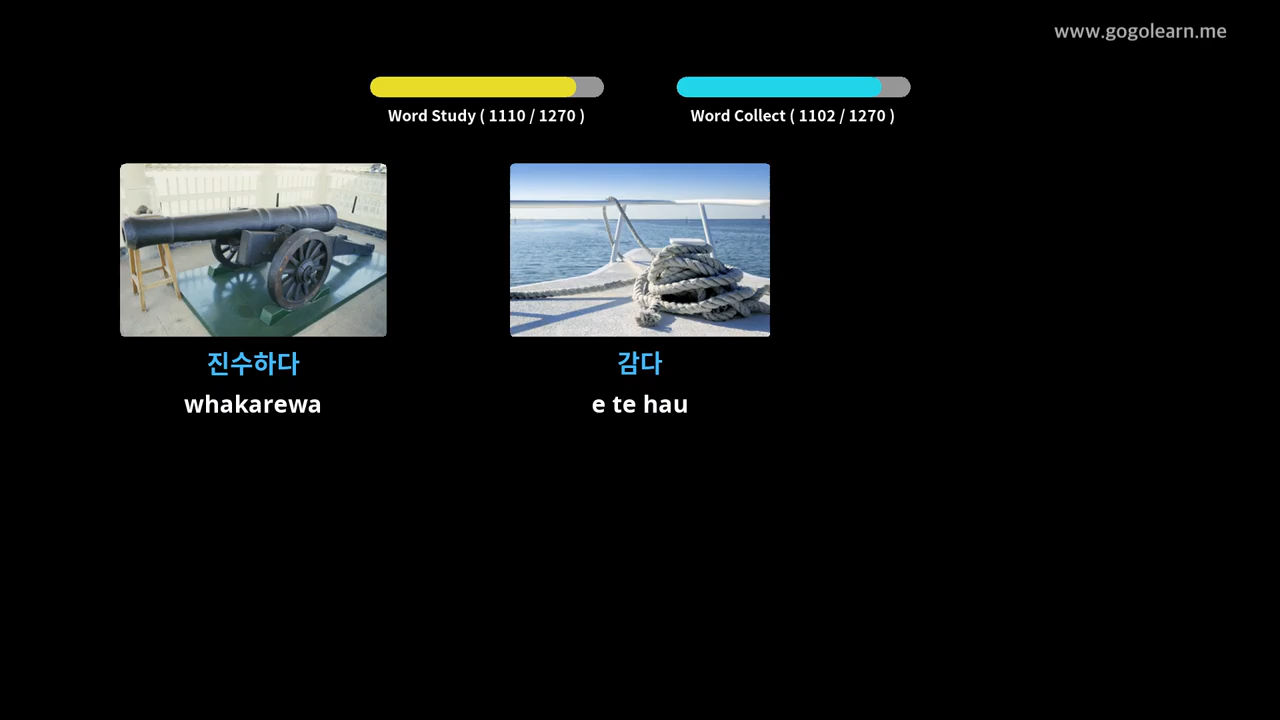 www.gogolearn.me
Word Study ( 1110 / 1270 )
Word Collect ( 1102 / 1270 )
진수하다
감다
whakarewa
e te hau